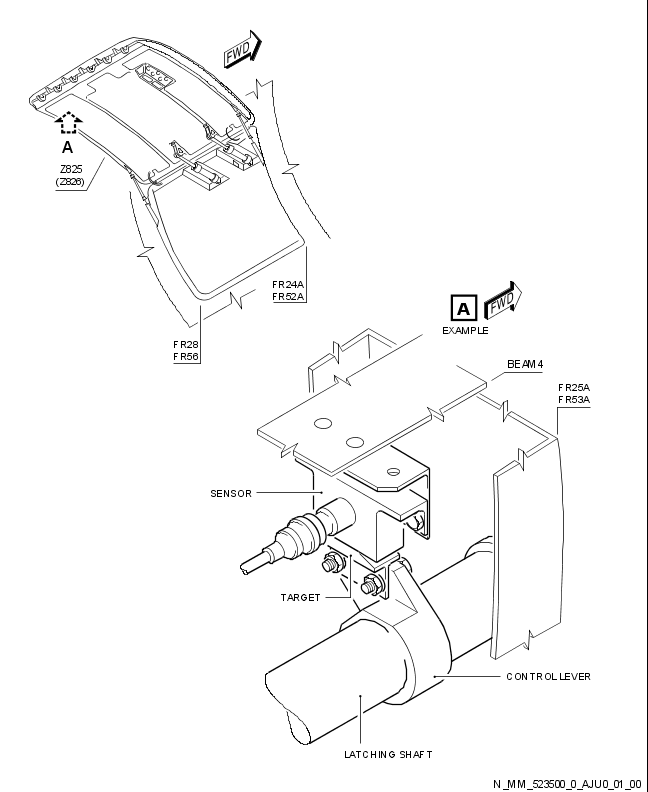 FWD
A
Z825
(Z826)
FR24A
FR52A
FR28
FR56
A
FWD
EXAMPLE
BEAM 4
FR25A
FR53A
SENSOR
TARGET
CONTROL LEVER
LATCHING SHAFT
N_MM_523500_0_AJU0_01_00